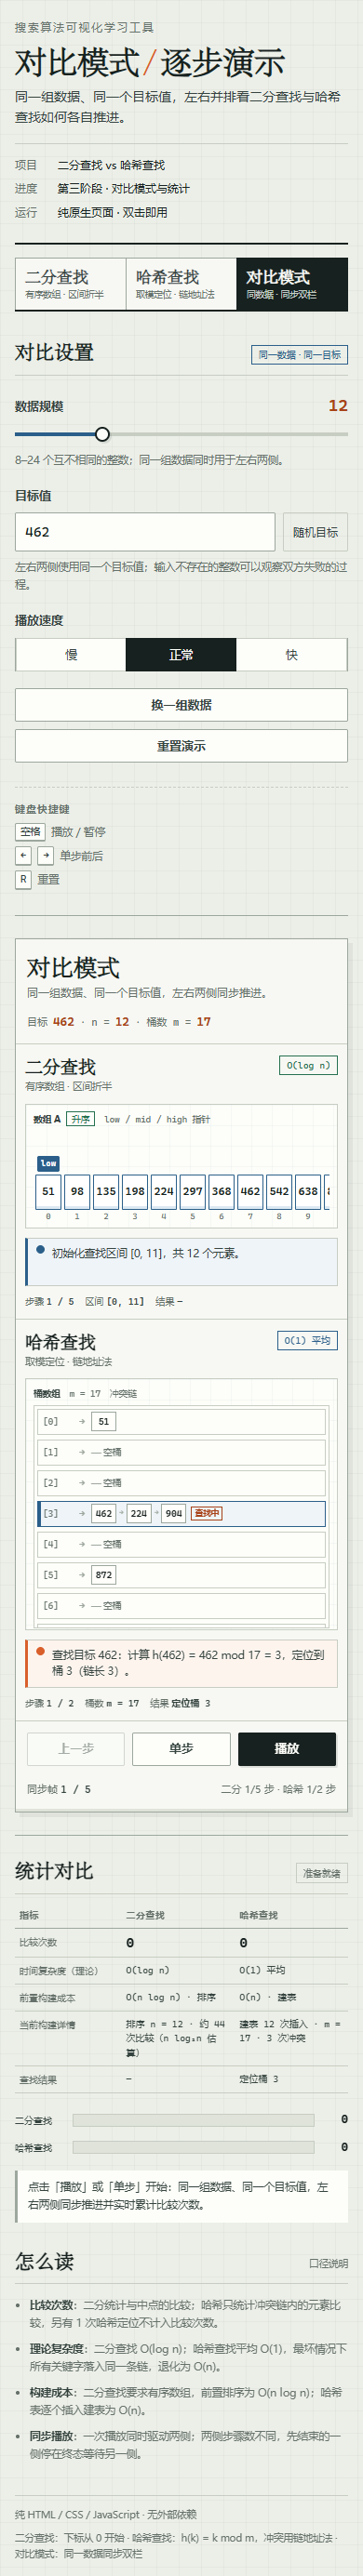 搜索算法可视化学习工具
对比模式/逐步演示
同一组数据、同一个目标值，左右并排看二分查找与哈希
查找如何各自推进。
项目 二分查找 vs 哈希查找
进度 第三阶段 · 对比模式与统计
运行 纯原生页面 · 双击即用
二分查找 哈希查找 对比模式
有序数组 · 区间折半 取模定位 · 链地址法 同数据 · 同步双栏
对比设置 同一数据 · 同一目标
数据规模 12
8–24 个互不相同的整数；同一组数据同时用于左右两侧。
目标值
462 随机目标
左右两侧使用同一个目标值；输入不存在的整数可以观察双方失败的过
程。
播放速度
慢 正常 快
换一组数据
重置演示
键盘快捷键
空格 播放 / 暂停
← → 单步前后
R 重置
对比模式
同一组数据、同一个目标值，左右两侧同步推进。
目标 462 · n = 12 · 桶数 m = 17
二分查找 O(log n)
有序数组 · 区间折半
数组 A 升序 low / mid / high 指针
low
51 98 135 198 224 297 368 462 542 638
0 1 2 3 4 5 6 7 8 9
初始化查找区间 [0, 11]，共 12 个元素。
步骤 1 / 5 区间 [0, 11] 结果 —
哈希查找 O(1) 平均
取模定位 · 链地址法
桶数组 m = 17 冲突链
[0] → 51
[1] → — 空桶
[2] → — 空桶
[3] → 462 → 224 → 904 查找中
[4] → — 空桶
[5] → 872
[6] → — 空桶
查找目标 462：计算 h(462) = 462 mod 17 = 3，定位到
桶 3（链长 3）。
步骤 1 / 2 桶数 m = 17 结果 定位桶 3
上一步 单步 播放
同步帧 1 / 5 二分 1/5 步 · 哈希 1/2 步
统计对比 准备就绪
指标 二分查找 哈希查找
比较次数 0 0
时间复杂度（理论） O(log n) O(1) 平均
前置构建成本 O(n log n) · 排序 O(n) · 建表
当前构建详情 排序 n = 12 · 约 44 次比较（n log₂n 估算） 建表 12 次插入 · m = 17 · 3 次冲突
查找结果 — 定位桶 3
二分查找 0
哈希查找 0
点击「播放」或「单步」开始：同一组数据、同一个目标值，左
右两侧同步推进并实时累计比较次数。
怎么读 口径说明
• 比较次数：二分统计与中点的比较；哈希只统计冲突链内的元素比
较，另有 1 次哈希定位不计入比较次数。
• 理论复杂度：二分查找 O(log n)；哈希查找平均 O(1)，最坏情况下
所有关键字落入同一条链，退化为 O(n)。
• 构建成本：二分查找要求有序数组，前置排序为 O(n log n)；哈希
表逐个插入建表为 O(n)。
• 同步播放：一次播放同时驱动两侧；两侧步骤数不同，先结束的一
侧停在终态等待另一侧。
纯 HTML / CSS / JavaScript · 无外部依赖
二分查找：下标从 0 开始 · 哈希查找：h(k) = k mod m，冲突用链地址法 ·
对比模式：同一数据同步双栏